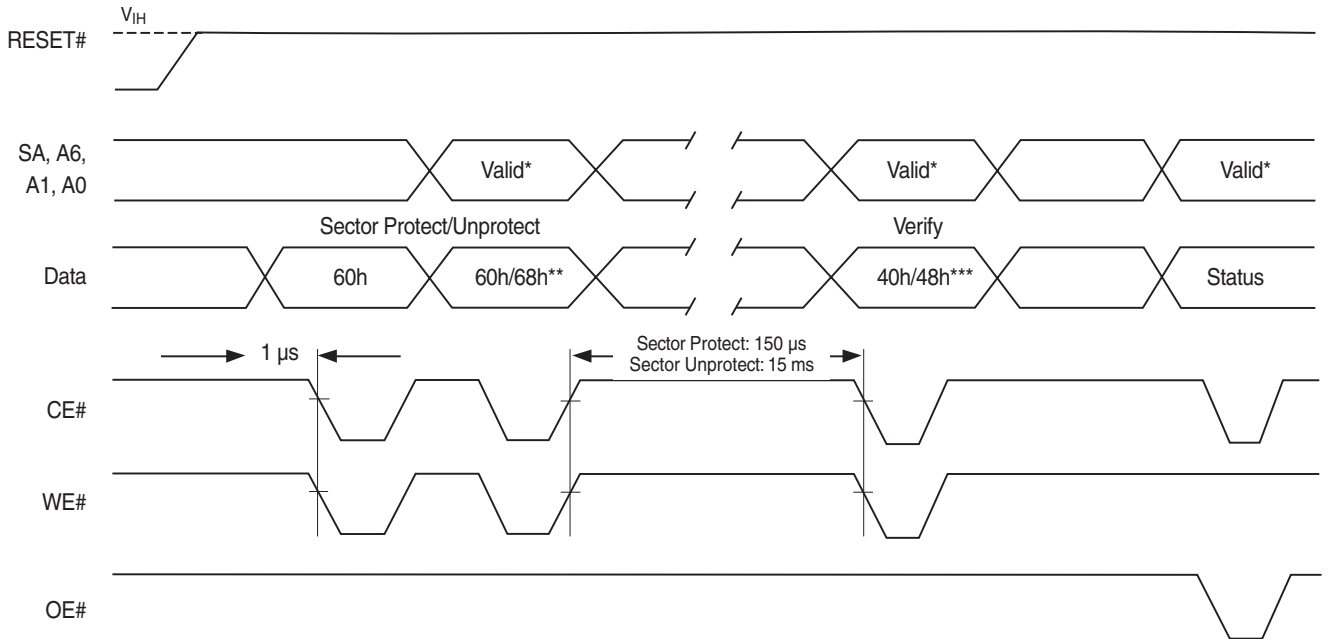 VIH
RESET#
SA, A6,
A1, A0
Valid*
Valid*
Valid*
Sector Protect/Unprotect
Verify
Data
60h
60h/68h**
40h/48h***
Status
1 µs
Sector Protect: 150 µs
Sector Unprotect: 15 ms
CE#
WE#
OE#